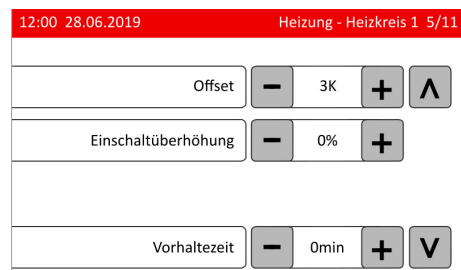 12:00 28.06.2019 Heizung - Heizkreis 1 5/11
Offset − 3K + Λ
Einschaltüberhöhung − 0% +
Vorhaltezeit − 0min + V